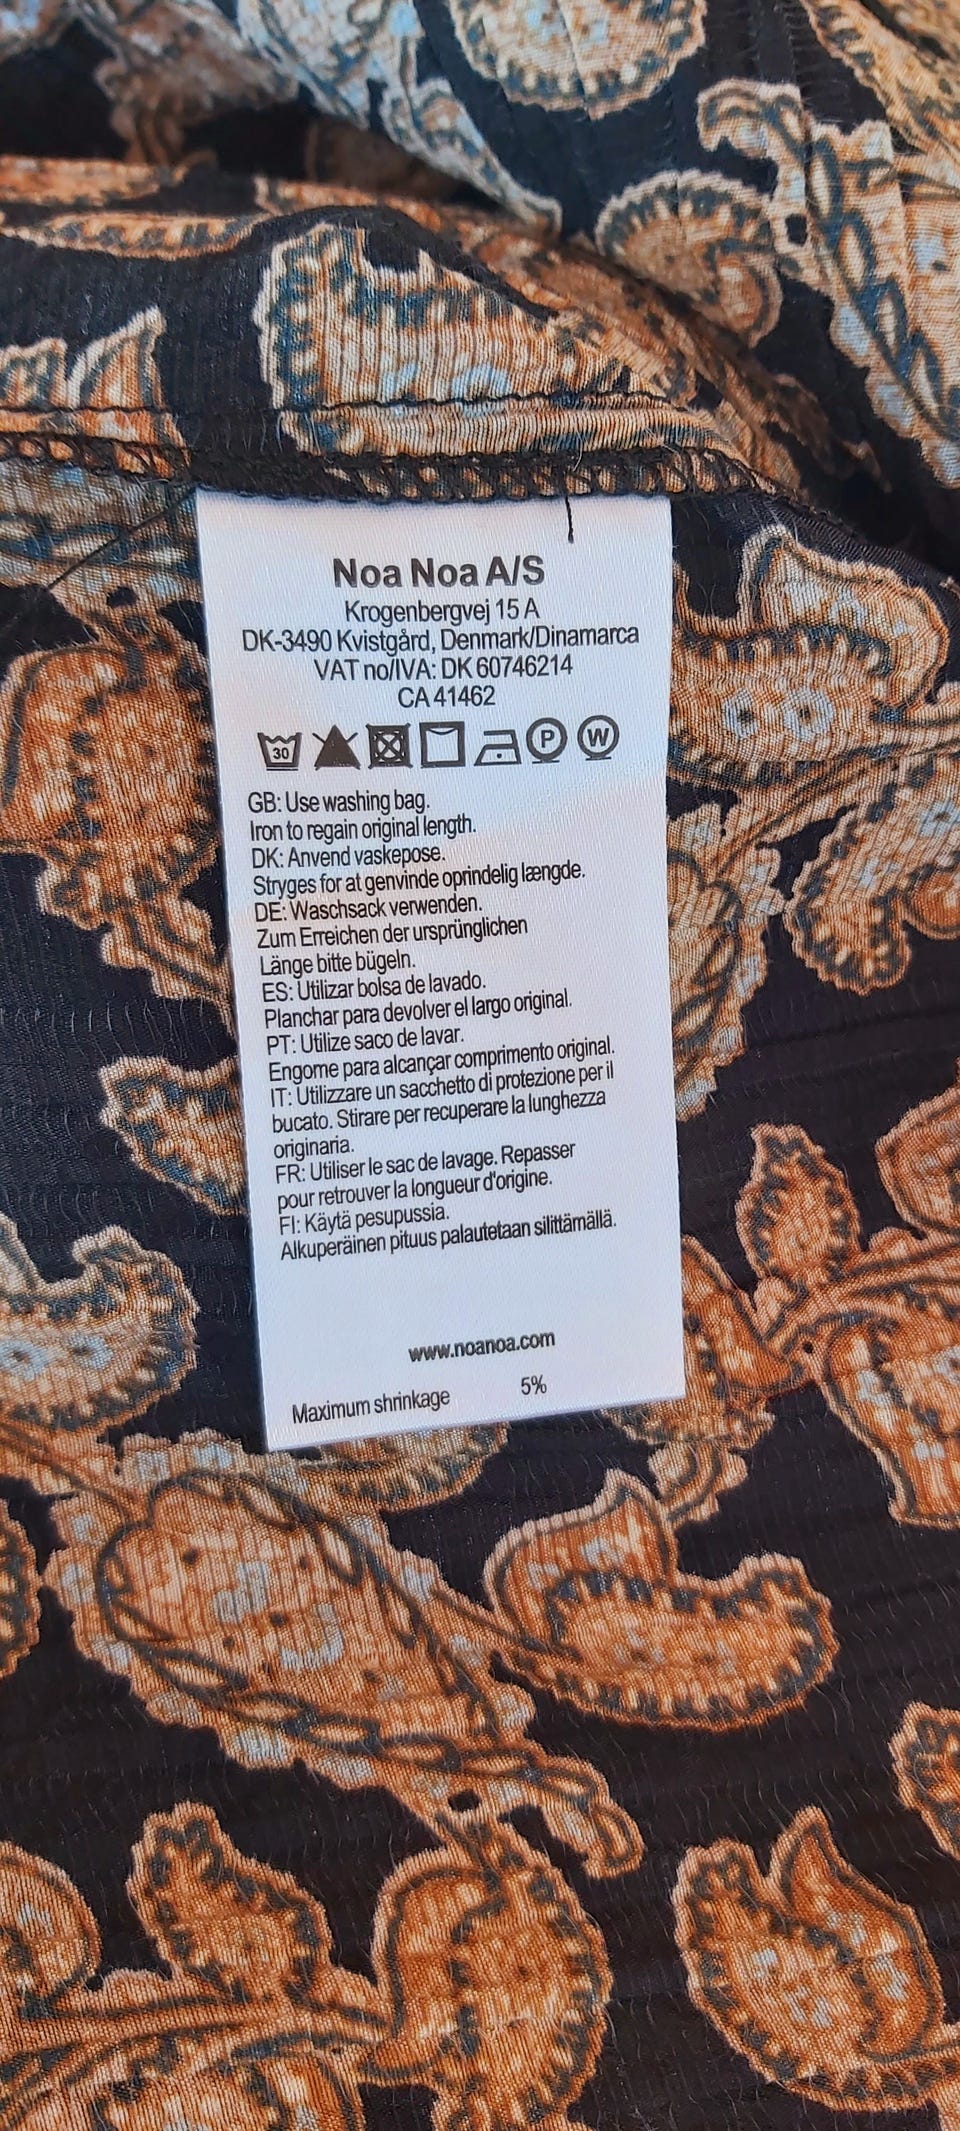 Noa Noa A/S
Krogenbergvej 15 A
DK-3490 Kvistgård, Denmark/Dinamarca
VAT no/IVA: DK 60746214
CA 41462
30 P W
GB: Use washing bag.
Iron to regain original length.
DK: Anvend vaskepose.
Stryges for at genvinde oprindelig længde.
DE: Waschsack verwenden.
Zum Erreichen der ursprünglichen
Länge bitte bügeln.
ES: Utilizar bolsa de lavado.
Planchar para devolver el largo original.
PT: Utilize saco de lavar.
Engome para alcançar comprimento original.
IT: Utilizzare un sacchetto di protezione per il
bucato. Stirare per recuperare la lunghezza
originaria.
FR: Utiliser le sac de lavage. Repasser
pour retrouver la longueur d'origine.
FI: Käytä pesupussia.
Alkuperäinen pituus palautetaan silittämällä.
www.noanoa.com
Maximum shrinkage 5%